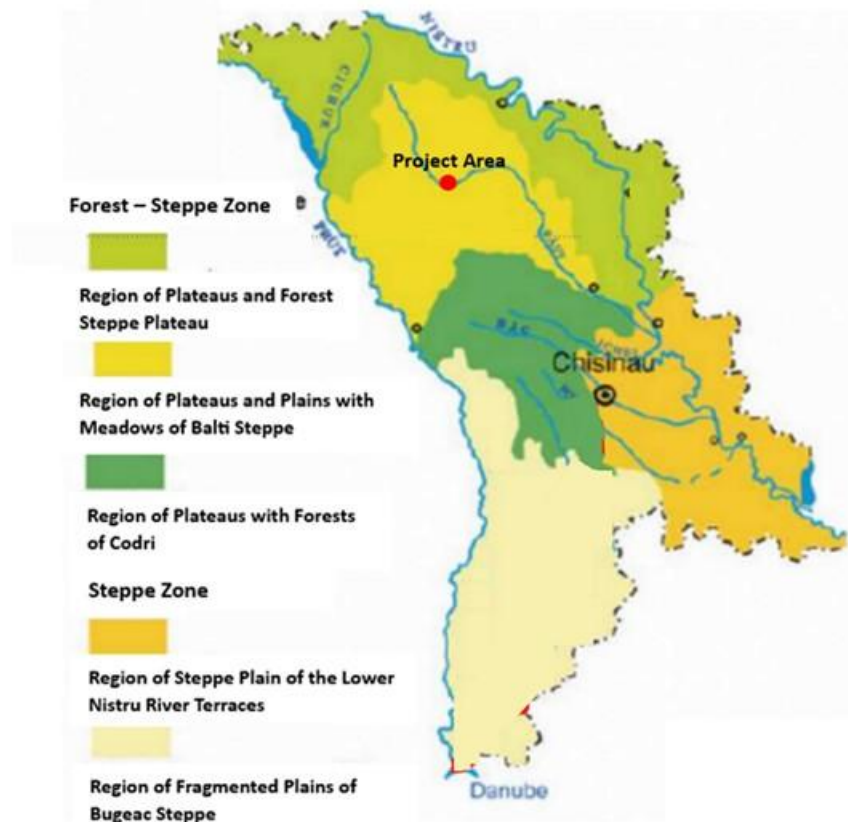 NISTRU
CIUHUR
Project Area
Forest – Steppe Zone
PRUT
Region of Plateaus and Forest
Steppe Plateau
Chisinau
Region of Plateaus and Plains with
Meadows of Balti Steppe
Region of Plateaus with Forests
of Codri
Steppe Zone
Region of Steppe Plain of the Lower
Nistru River Terraces
Region of Fragmented Plains of
Bugeac Steppe
Danube